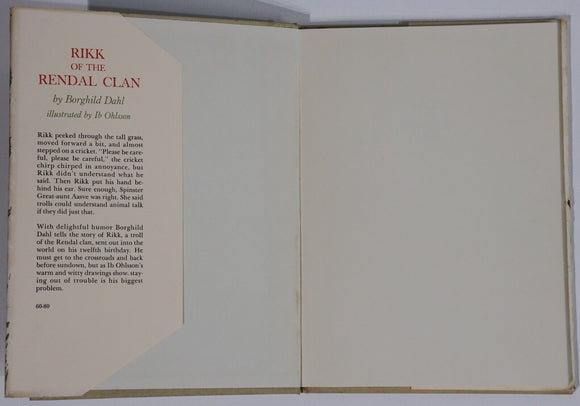 RIKK
OF THE
RENDAL CLAN
by Borghild Dahl
illustrated by Ib Ohlsson
Rikk peeked through the tall grass,
moved forward a bit, and almost
stepped on a cricket. "Please be care-
ful, please be careful," the cricket
chirp chirped in annoyance, but
Rikk didn't understand what he
said. Then Rikk put his hand be-
hind his ear. Sure enough, Spinster
Great-aunt Aasve was right. She said
trolls could understand animal talk
if they did just that.
With delightful humor Borghild
Dahl tells the story of Rikk, a troll
of the Rendal clan, sent out into the
world on his twelfth birthday. He
must get to the crossroads and back
before sundown, but as Ib Ohlsson's
warm and witty drawings show, stay-
ing out of trouble is his biggest
problem.
60-80